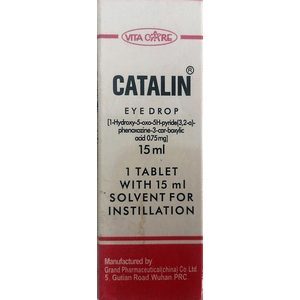 VITA CARE
CATALIN®
EYE DROP
[1-Hydroxy-5-oxo-5H-pyride(3,2-a)-
phenoxazine-3-car-boxylic
acid 0.75mg]
15 ml
1 TABLET
WITH 15 ml
SOLVENT FOR
INSTILLATION
Manufactured by
Grand Pharmaceutical(china) Co. Ltd.
5. Gutian Road Wuhan PRC.